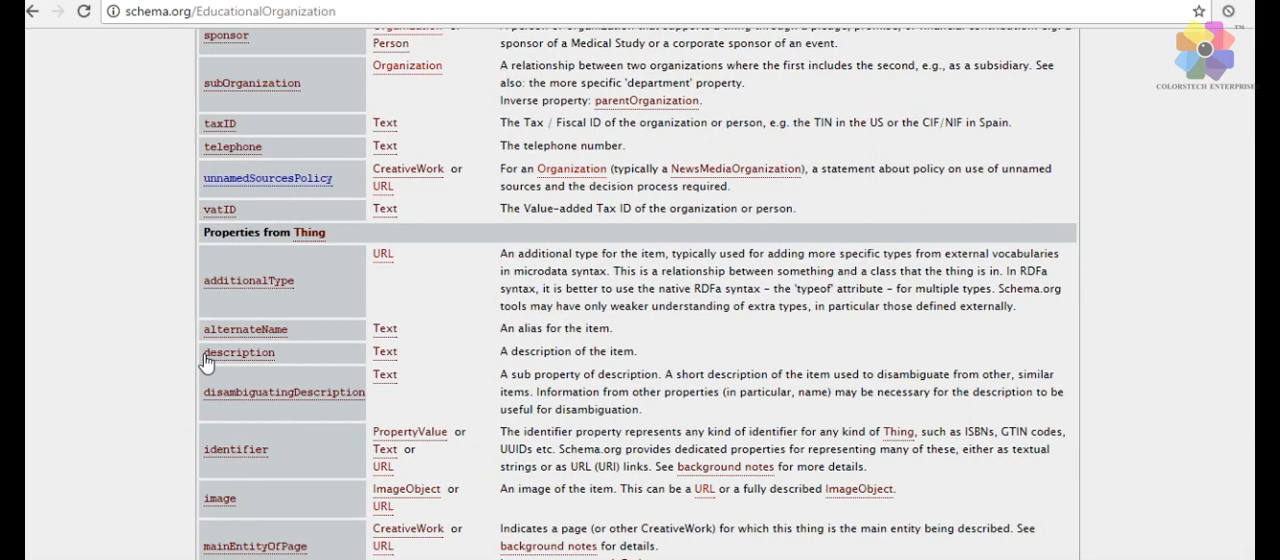 schema.org/EducationalOrganization
TM
COLORSTECH ENTERPRISE
sponsor
Person
sponsor of a Medical Study or a corporate sponsor of an event.
subOrganization
Organization
A relationship between two organizations where the first includes the second, e.g., as a subsidiary. See
also: the more specific 'department' property.
Inverse property: parentOrganization.
taxID Text The Tax / Fiscal ID of the organization or person, e.g. the TIN in the US or the CIF/NIF in Spain.
telephone Text The telephone number.
unnamedSourcesPolicy
CreativeWork or
URL
For an Organization (typically a NewsMediaOrganization), a statement about policy on use of unnamed
sources and the decision process required.
vatID Text The Value-added Tax ID of the organization or person.
Properties from Thing
additionalType
URL
An additional type for the item, typically used for adding more specific types from external vocabularies
in microdata syntax. This is a relationship between something and a class that the thing is in. In RDFa
syntax, it is better to use the native RDFa syntax - the 'typeof' attribute - for multiple types. Schema.org
tools may have only weaker understanding of extra types, in particular those defined externally.
alternateName Text An alias for the item.
description Text A description of the item.
disambiguatingDescription
Text
A sub property of description. A short description of the item used to disambiguate from other, similar
items. Information from other properties (in particular, name) may be necessary for the description to be
useful for disambiguation.
identifier
PropertyValue or
Text or
URL
The identifier property represents any kind of identifier for any kind of Thing, such as ISBNs, GTIN codes,
UUIDs etc. Schema.org provides dedicated properties for representing many of these, either as textual
strings or as URL (URI) links. See background notes for more details.
image
ImageObject or
URL
An image of the item. This can be a URL or a fully described ImageObject.
mainEntityOfPage
CreativeWork or
URL
Indicates a page (or other CreativeWork) for which this thing is the main entity being described. See
background notes for details.